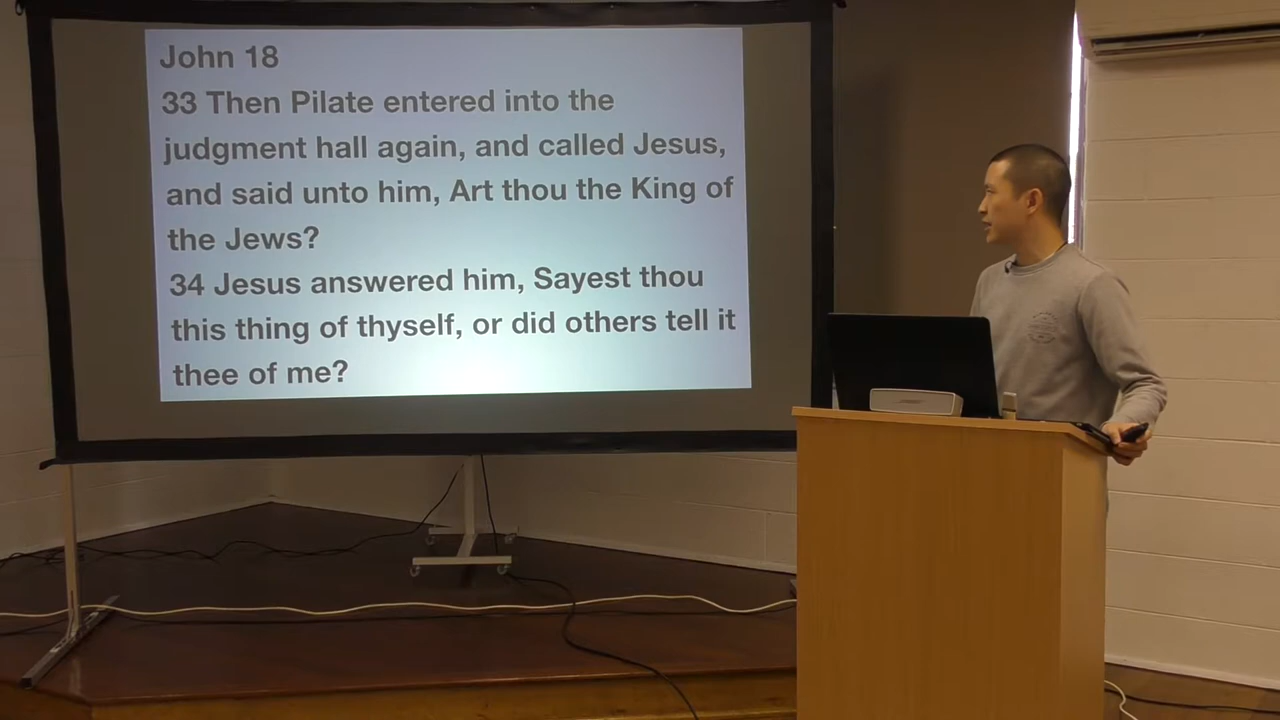 John 18
33 Then Pilate entered into the
judgment hall again, and called Jesus,
and said unto him, Art thou the King of
the Jews?
34 Jesus answered him, Sayest thou
this thing of thyself, or did others tell it
thee of me?